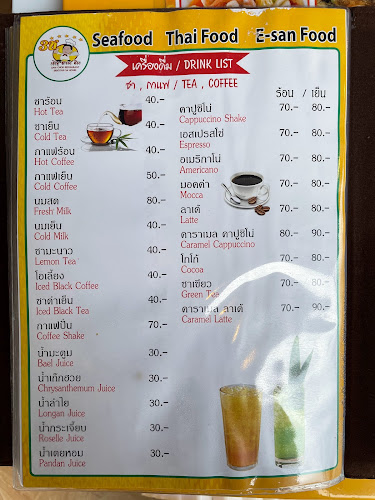 Seafood Thai Food E-san Food
เครื่องดื่ม / DRINK LIST
ชา , กาแฟ / TEA , COFFEE
ร้อน / เย็น
ชาร้อน 40.-
Hot Tea
ชาเย็น 40.-
Cold Tea
กาแฟร้อน 40.-
Hot Coffee
กาแฟเย็น 50.-
Cold Coffee
นมสด 80.-
Fresh Milk
นมเย็น 40.-
Cold Milk
ชามะนาว 40.-
Lemon Tea
โอเลี้ยง 40.-
Iced Black Coffee
ชาดำเย็น 40.-
Iced Black Tea
กาแฟปั่น 70.-
Coffee Shake
น้ำมะตูม 30.-
Bael Juice
น้ำเก็กฮวย 30.-
Chrysanthemum Juice
น้ำลำใย 30.-
Longan Juice
น้ำกระเจี๊ยบ 30.-
Roselle Juice
น้ำเตยหอม 30.-
Pandan Juice
คาปูชิโน่ 70.- 80.-
Cappuccino Shake
เอสเปรสโซ่ 70.- 80.-
Espresso
อเมริกาโน่ 70.- 80.-
Americano
มอคค่า 70.- 80.-
Mocca
ลาเต้ 70.- 80.-
Latte
คาราเมล คาปูชิโน่ 80.- 90.-
Caramel Cappuccino
โกโก้ 70.- 80.-
Cocoa
ชาเขียว 70.- 80.-
Green Tea
คาราเมล ลาเต้ 80.- 90.-
Caramel Latte